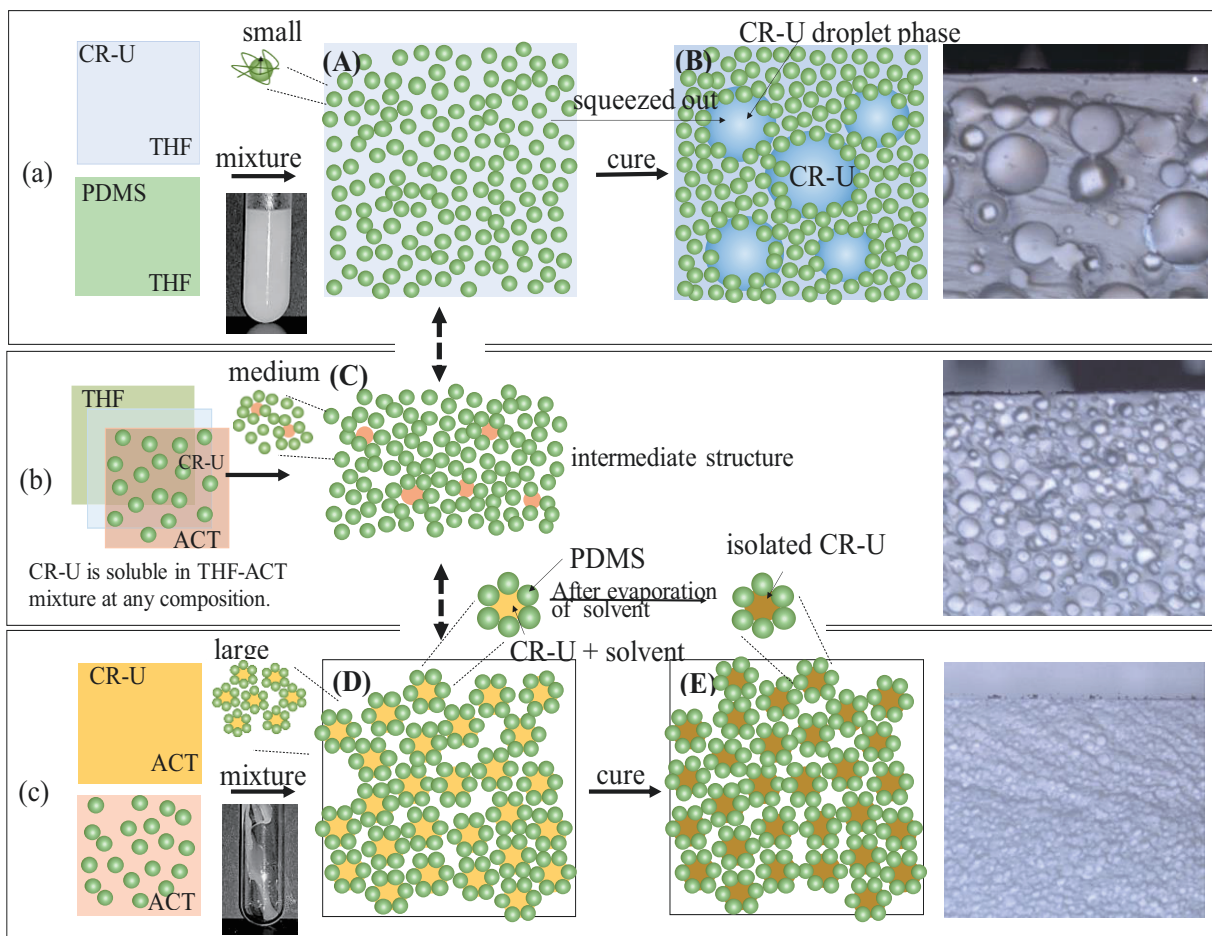 (a)
CR-U
THF
PDMS
THF
small
mixture
(A)
squeezed out
cure
(B)
CR-U droplet phase
CR-U
(b)
THF
CR-U
ACT
CR-U is soluble in THF-ACT
mixture at any composition.
medium
(C)
intermediate structure
PDMS
After evaporation
of solvent
isolated CR-U
CR-U + solvent
(c)
CR-U
ACT
ACT
large
mixture
(D)
cure
(E)